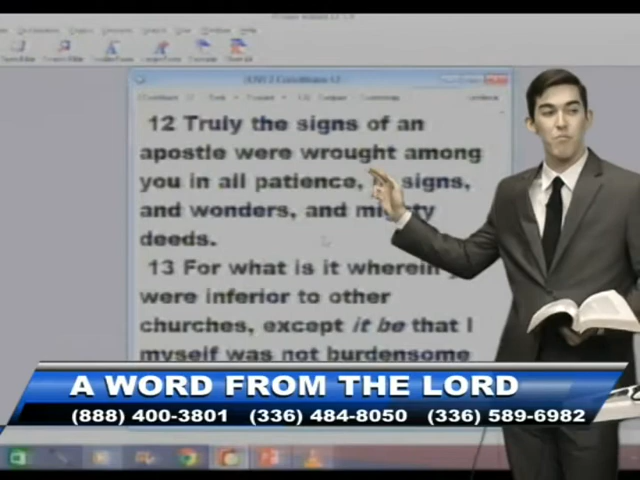 12 Truly the signs of an
apostle were wrought among
you in all patience, signs,
and wonders, and mighty
deeds.
13 For what is it wherein
were inferior to other
churches, except it be that I
myself was not burdensome
A WORD FROM THE LORD
(888) 400-3801 (336) 484-8050 (336) 589-6982